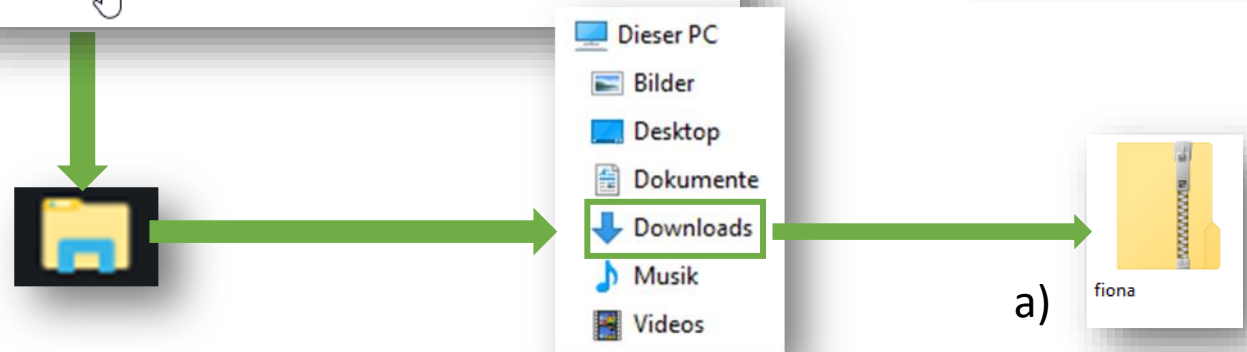 Dieser PC
Bilder
Desktop
Dokumente
Downloads
Musik
Videos
a)
fiona